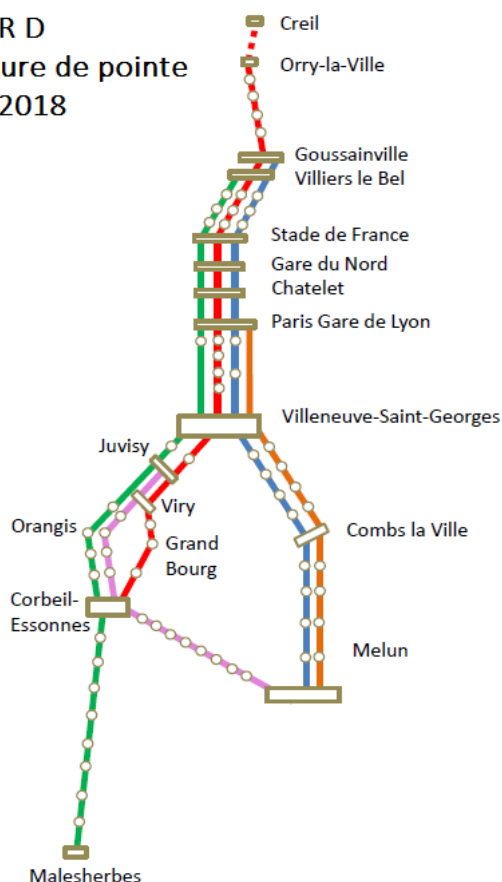 R D
ure de pointe
2018
Creil
Orry-la-Ville
Goussainville
Villiers le Bel
Stade de France
Gare du Nord
Chatelet
Paris Gare de Lyon
Villeneuve-Saint-Georges
Juvisy
Viry
Orangis
Grand
Bourg
Combs la Ville
Corbeil-
Essonnes
Melun
Malesherbes